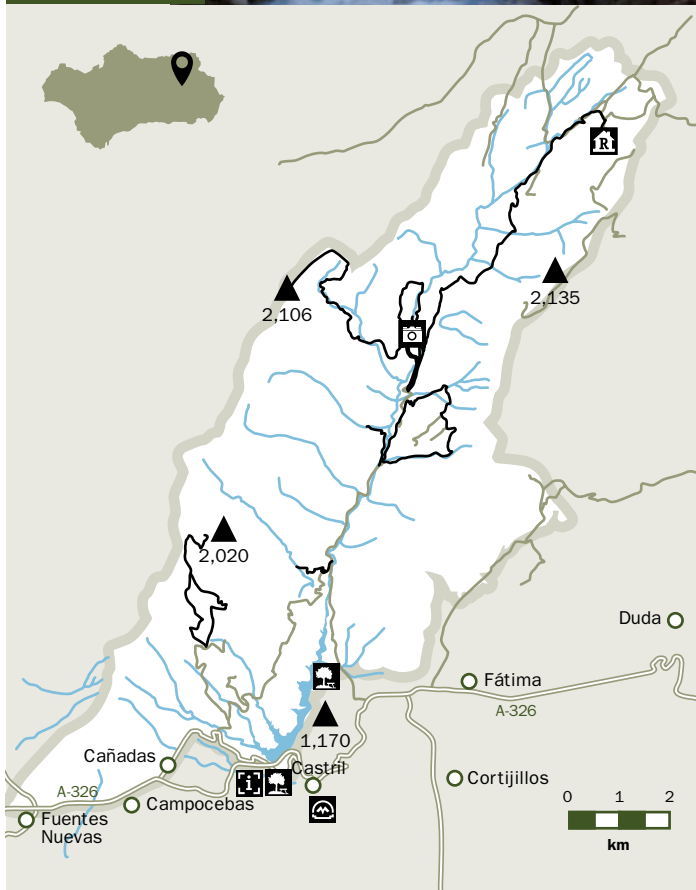 R
2,106
2,135
2,020
Duda
Fátima
A-326
1,170
Cañadas
Castril
i
Cortijillos
A-326
Campocebas
Fuentes
Nuevas
0 1 2
km